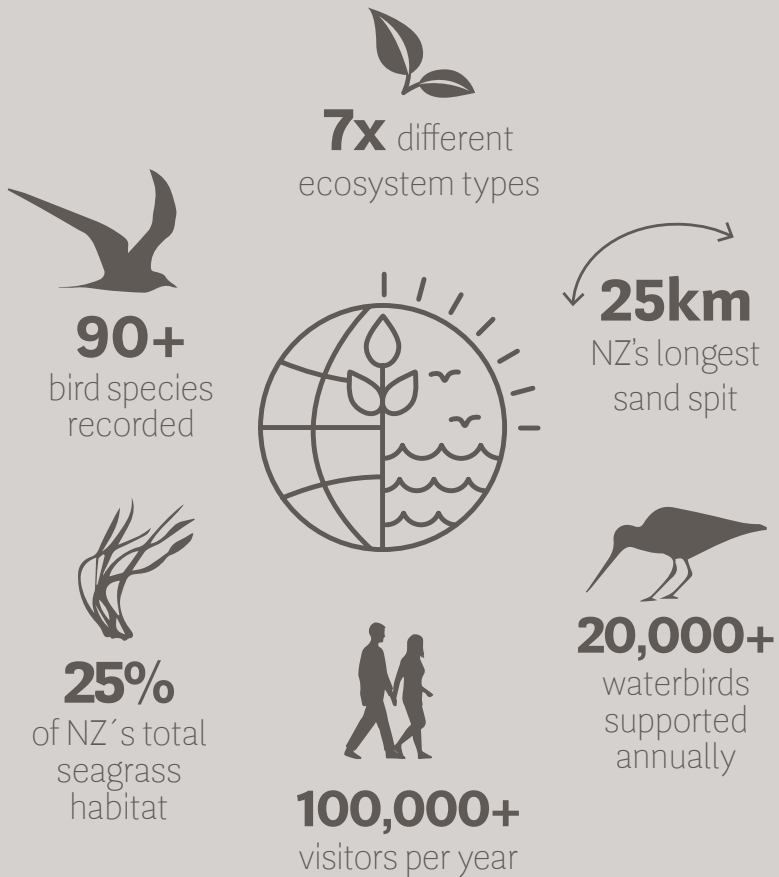 7x different
ecosystem types
90+
bird species
recorded
25km
NZ's longest
sand spit
25%
of NZ´s total
seagrass
habitat
20,000+
waterbirds
supported
annually
100,000+
visitors per year